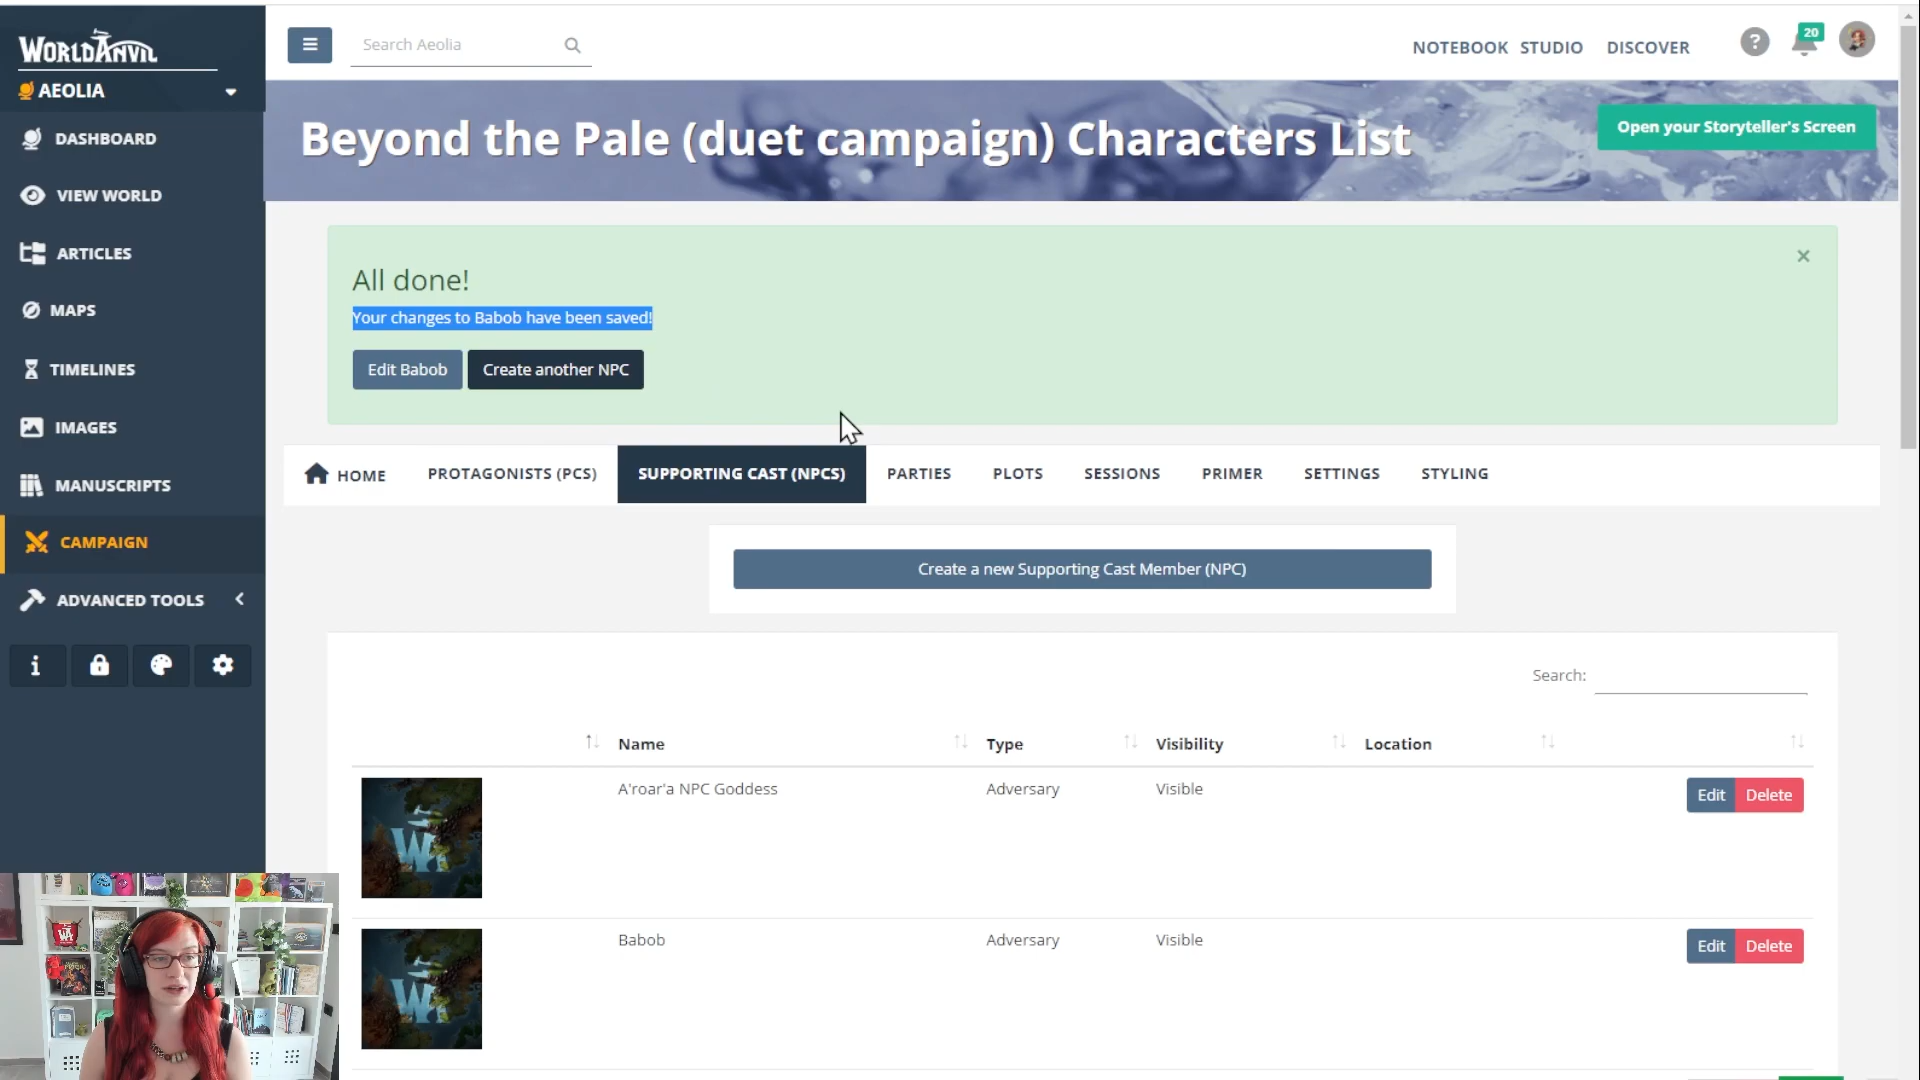 WORLDANVIL
AEOLIA
DASHBOARD
VIEW WORLD
ARTICLES
MAPS
TIMELINES
IMAGES
MANUSCRIPTS
CAMPAIGN
ADVANCED TOOLS
Search Aeolia
NOTEBOOK STUDIO DISCOVER
?
20
Beyond the Pale (duet campaign) Characters List
Open your Storyteller's Screen
All done!
×
Your changes to Babob have been saved!
Edit Babob Create another NPC
HOME PROTAGONISTS (PCS) SUPPORTING CAST (NPCS) PARTIES PLOTS SESSIONS PRIMER SETTINGS STYLING
Create a new Supporting Cast Member (NPC)
Search:
Name Type Visibility Location
A'roar'a NPC Goddess Adversary Visible Edit Delete
Babob Adversary Visible Edit Delete